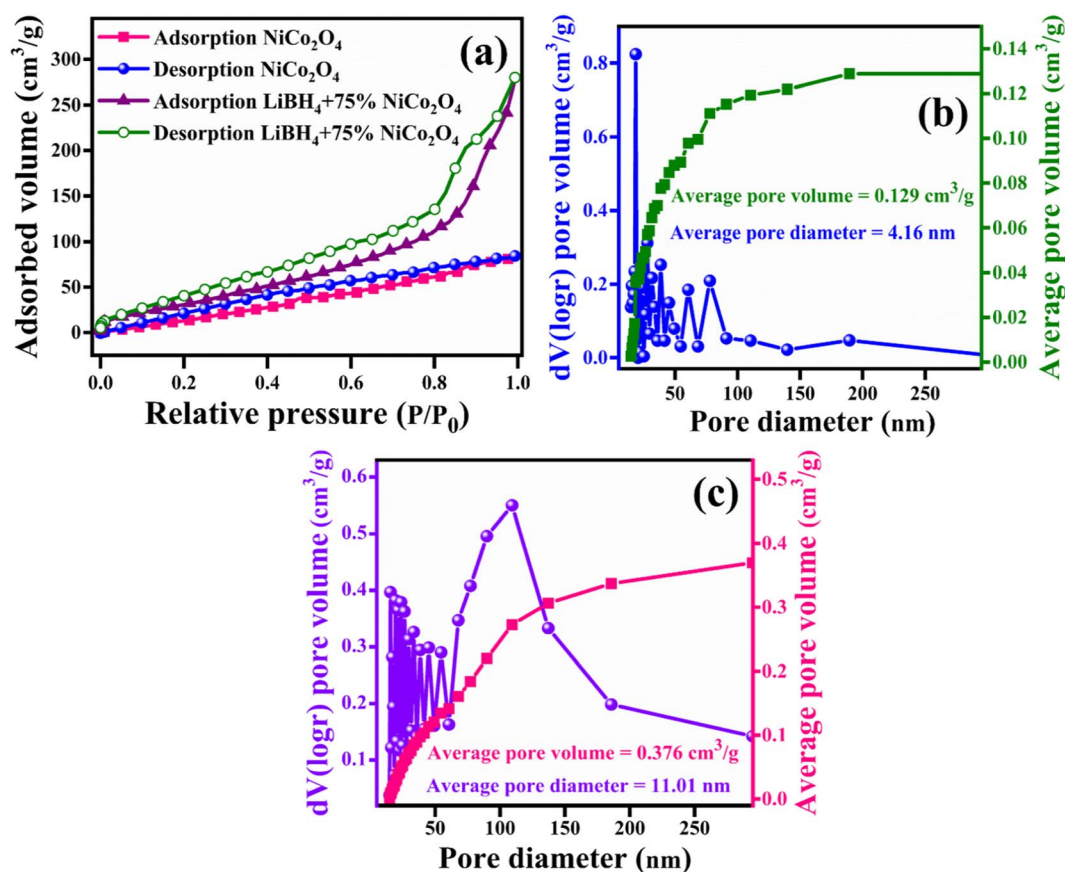 (a)
Adsorption NiCo₂O₄
Desorption NiCo₂O₄
Adsorption LiBH₄+75% NiCo₂O₄
Desorption LiBH₄+75% NiCo₂O₄
Adsorbed volume (cm³/g)
300
250
200
150
100
50
0
0.0 0.2 0.4 0.6 0.8 1.0
Relative pressure (P/P₀)
(b)
dV(logr) pore volume (cm³/g)
0.8
0.6
0.4
0.2
0.0
Average pore volume = 0.129 cm³/g
Average pore diameter = 4.16 nm
0.14
0.12
0.10
0.08
0.06
0.04
0.02
0.00
Average pore volume (cm³/g)
50 100 150 200 250
Pore diameter (nm)
(c)
dV(logr) pore volume (cm³/g)
0.6
0.5
0.4
0.3
0.2
0.1
Average pore volume = 0.376 cm³/g
Average pore diameter = 11.01 nm
0.5
0.4
0.3
0.2
0.1
0.0
Average pore volume (cm³/g)
50 100 150 200 250
Pore diameter (nm)